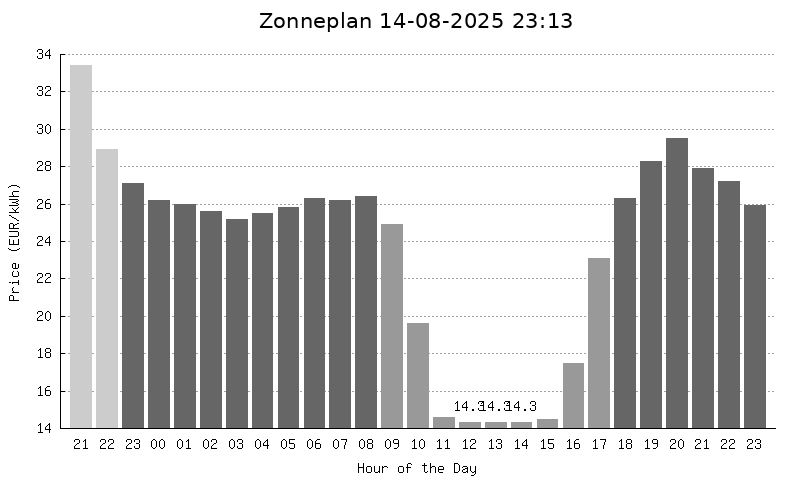 Zonneplan 14-08-2025 23:13
34
32
30
28
26
24
22
20
18
16
14
Price (EUR/kWh)
14.3 14.3 14.3
21 22 23 00 01 02 03 04 05 06 07 08 09 10 11 12 13 14 15 16 17 18 19 20 21 22 23
Hour of the Day